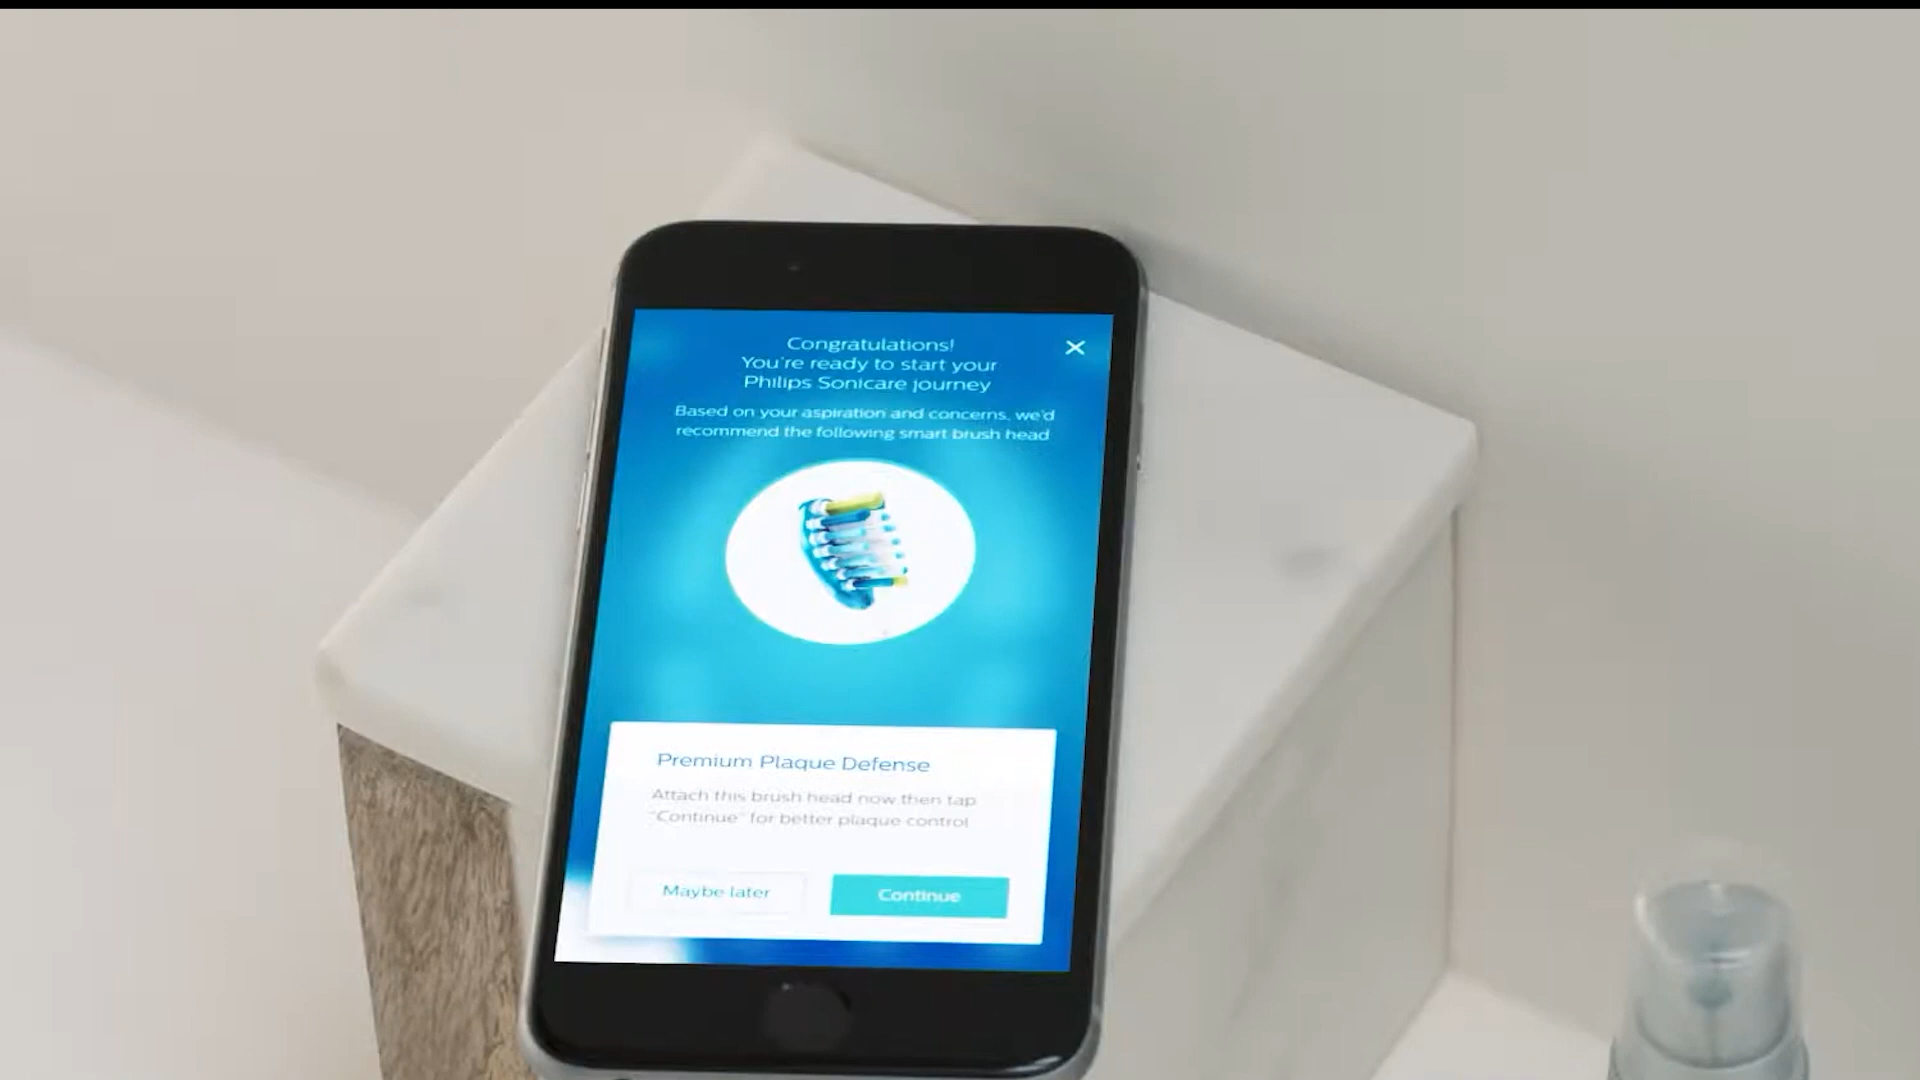 Congratulations!
You're ready to start your
Philips Sonicare journey
Based on your aspiration and concerns, we'd
recommend the following smart brush head
Premium Plaque Defense
Attach this brush head now then tap
"Continue" for better plaque control
Maybe later
Continue